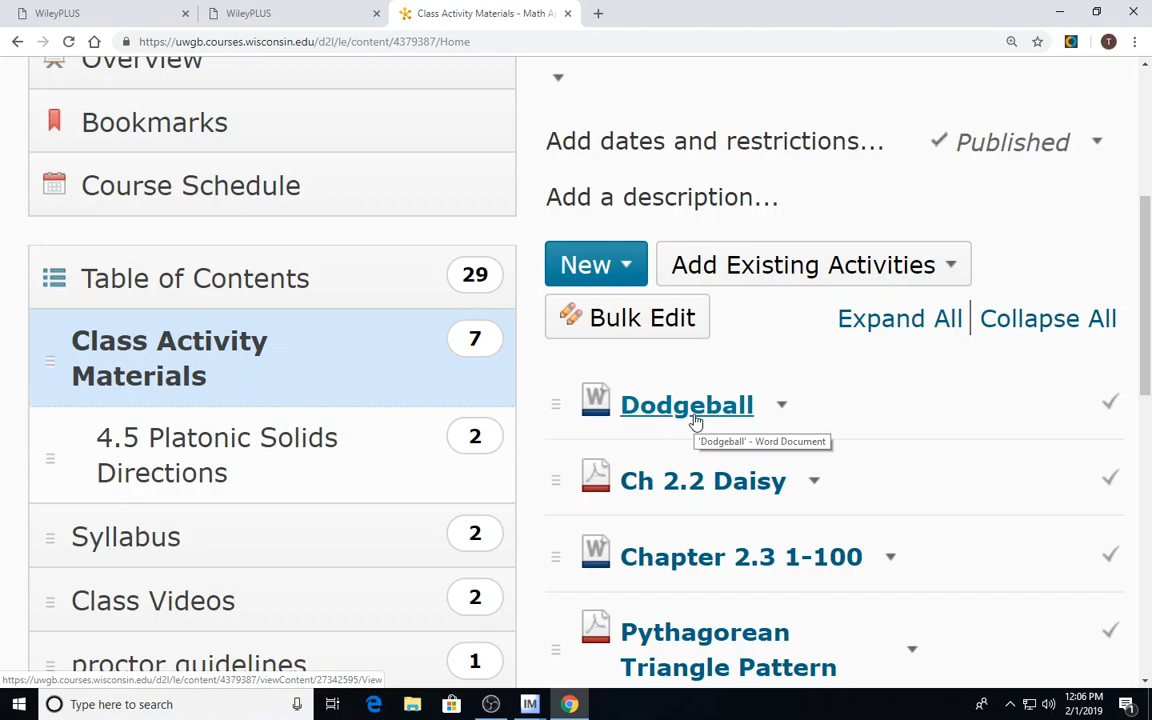 WileyPLUS
WileyPLUS
Class Activity Materials - Math Ap
https://uwgb.courses.wisconsin.edu/d2l/le/content/4379387/Home
T
Overview
Bookmarks
Course Schedule
Table of Contents 29
Class Activity
Materials
7
4.5 Platonic Solids
Directions
2
Syllabus 2
Class Videos 2
proctor guidelines 1
Add dates and restrictions...
Published
Add a description...
New
Add Existing Activities
Bulk Edit
Expand All
Collapse All
Dodgeball
'Dodgeball' - Word Document
Ch 2.2 Daisy
Chapter 2.3 1-100
Pythagorean
Triangle Pattern
https://uwgb.courses.wisconsin.edu/d2l/le/content/4379387/viewContent/27342595/View
Type here to search
IM
12:06 PM
2/1/2019
1